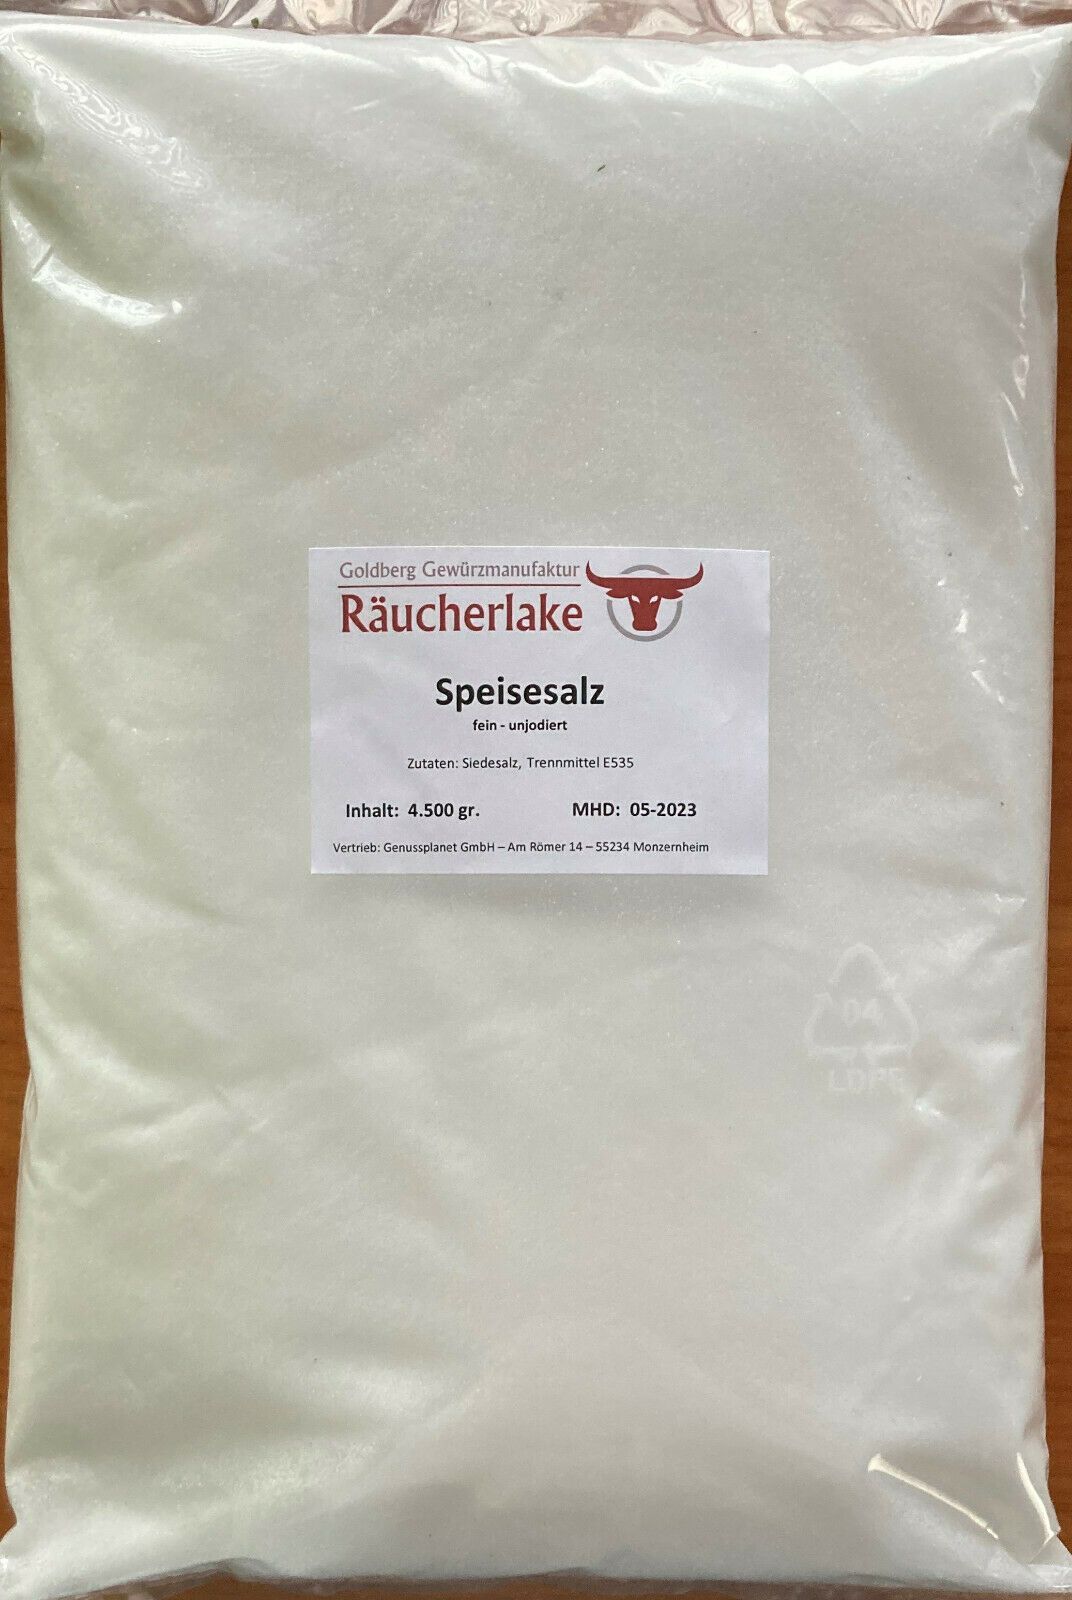 Goldberg Gewürzmanufaktur
Räucherlake
Speisesalz
fein - unjodiert
Zutaten: Siedesalz, Trennmittel E535
Inhalt: 4.500 gr. MHD: 05-2023
Vertrieb: Genussplanet GmbH – Am Römer 14 – 55234 Monzernheim
04
LDPE